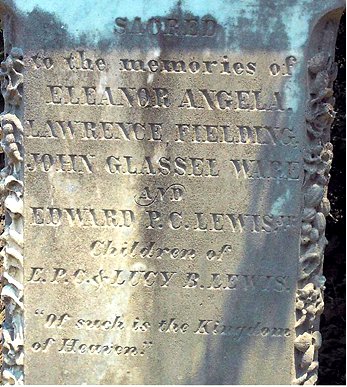 SACRED
to the memories of
ELEANOR ANGELA.
LAWRENCE, FIELDING,
JOHN GLASSEL WARE
AND
EDWARD P.C. LEWIS Jr
Children of
E.P.C. & LUCY B. LEWIS.
"Of such is the Kingdom
of Heaven."